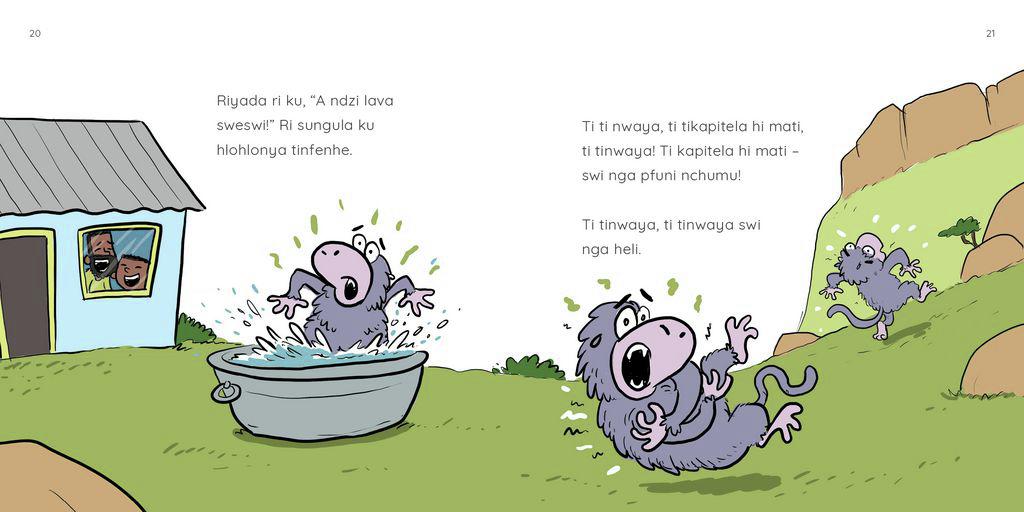 20
Riyada ri ku, “A ndzi lava
sweswi!” Ri sungula ku
hlohlonya tinfenhe.
21
Ti ti nwaya, ti tikapitela hi mati,
ti tinwaya! Ti kapitela hi mati –
swi nga pfuni nchumu!
Ti tinwaya, ti tinwaya swi
nga heli.